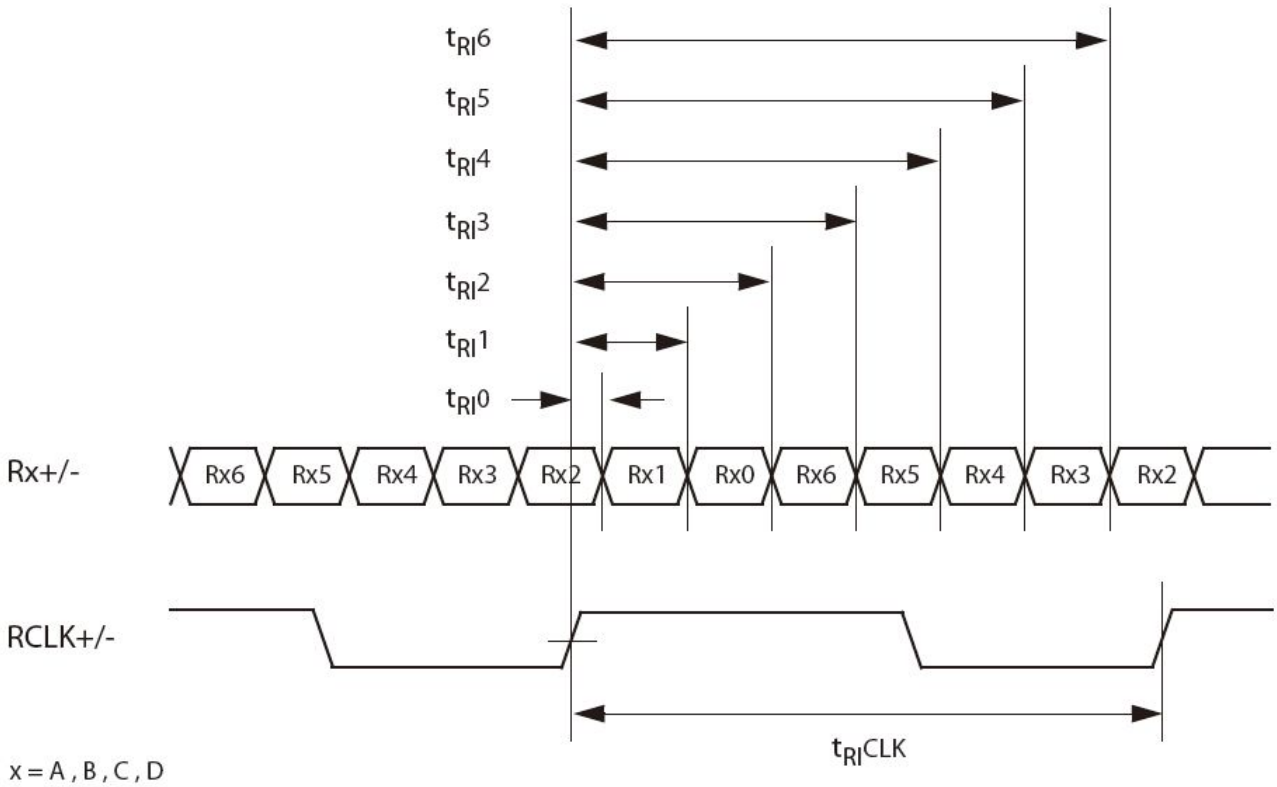 tRI6
tRI5
tRI4
tRI3
tRI2
tRI1
tRI0
Rx+/- Rx6 Rx5 Rx4 Rx3 Rx2 Rx1 Rx0 Rx6 Rx5 Rx4 Rx3 Rx2
RCLK+/-
tRICLK
x = A , B , C , D